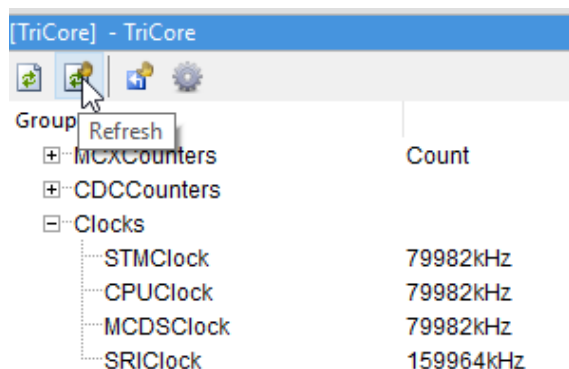 [TriCore] - TriCore
Group
Refresh
MCXCounters Count
CDCCounters
Clocks
STMClock 79982kHz
CPUClock 79982kHz
MCDSClock 79982kHz
SRIClock 159964kHz